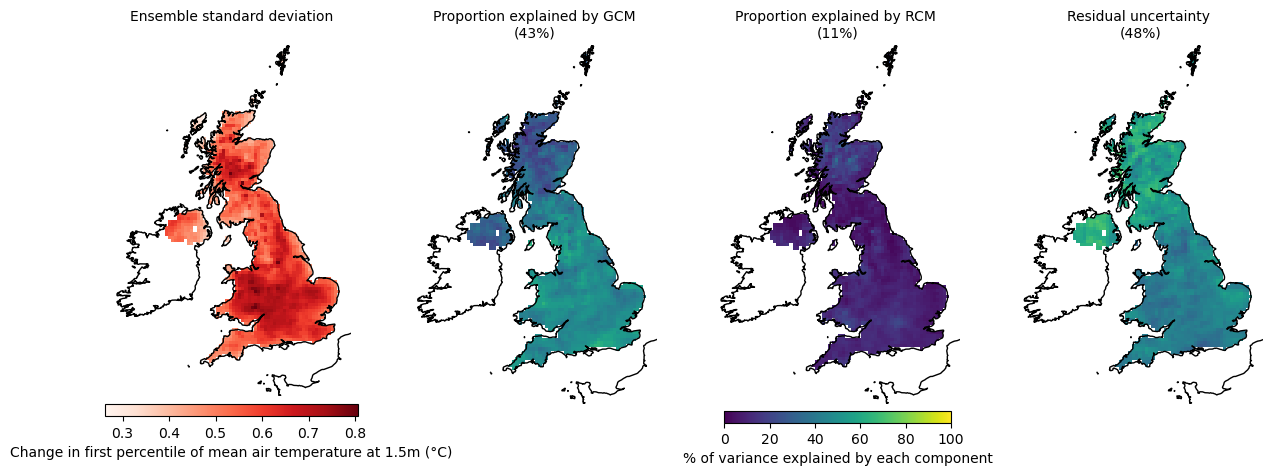 Ensemble standard deviation
Proportion explained by GCM
(43%)
Proportion explained by RCM
(11%)
Residual uncertainty
(48%)
0.3 0.4 0.5 0.6 0.7 0.8
Change in first percentile of mean air temperature at 1.5m (°C)
0 20 40 60 80 100
% of variance explained by each component